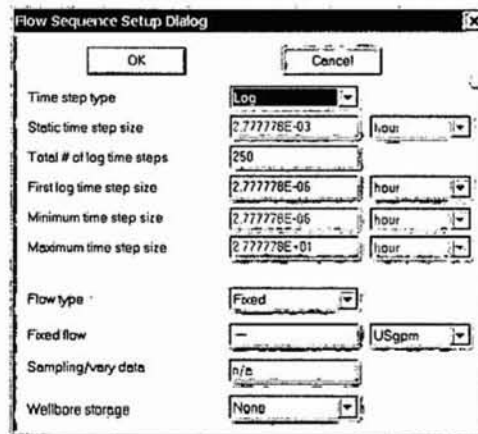 Flow Sequence Setup Dialog
OK Cancel
Time step type Log
Static time step size 2.777778E-03 hour
Total # of log time steps 250
First log time step size 2.777778E-06 hour
Minimum time step size 2.777778E-06 hour
Maximum time step size 2.777778E+01 hour
Flow type Fixed
Fixed flow — USgpm
Sampling/vary data n/a
Wellbore storage None